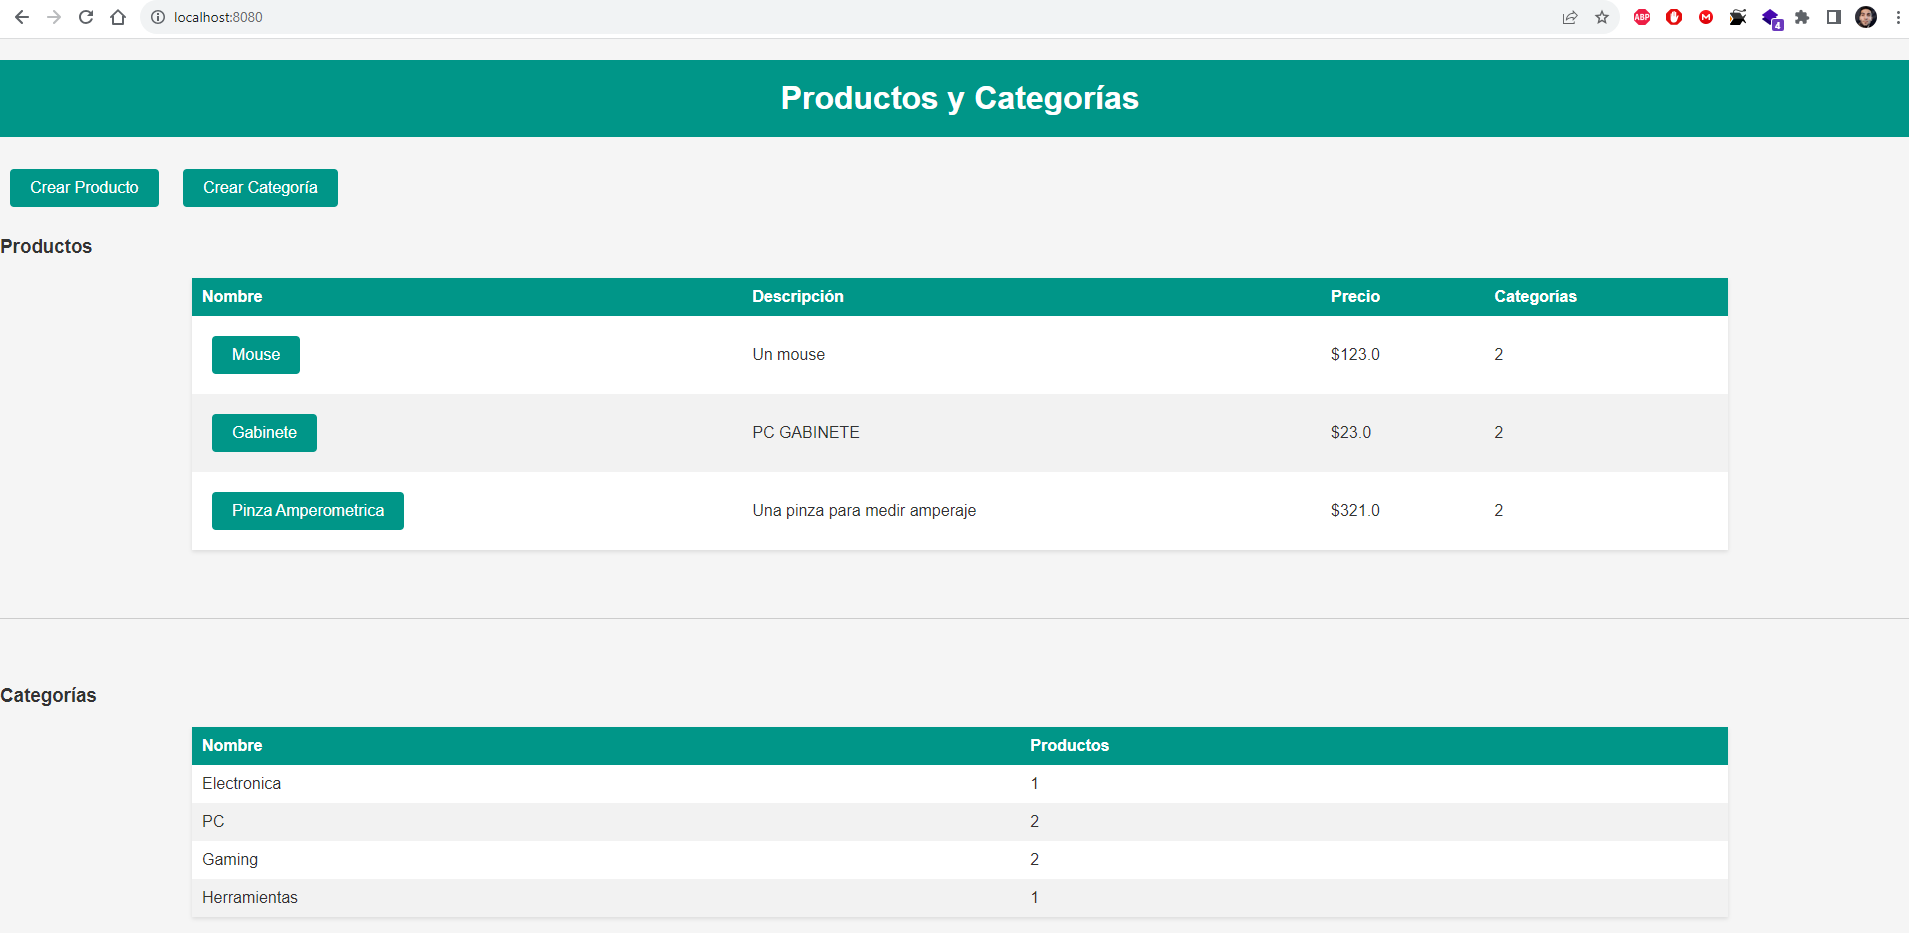 localhost:8080
ABP
M
4
Productos y Categorías
Crear Producto Crear Categoría
Productos
Nombre Descripción Precio Categorías
Mouse Un mouse $123.0 2
Gabinete PC GABINETE $23.0 2
Pinza Amperometrica Una pinza para medir amperaje $321.0 2
Categorías
Nombre Productos
Electronica 1
PC 2
Gaming 2
Herramientas 1